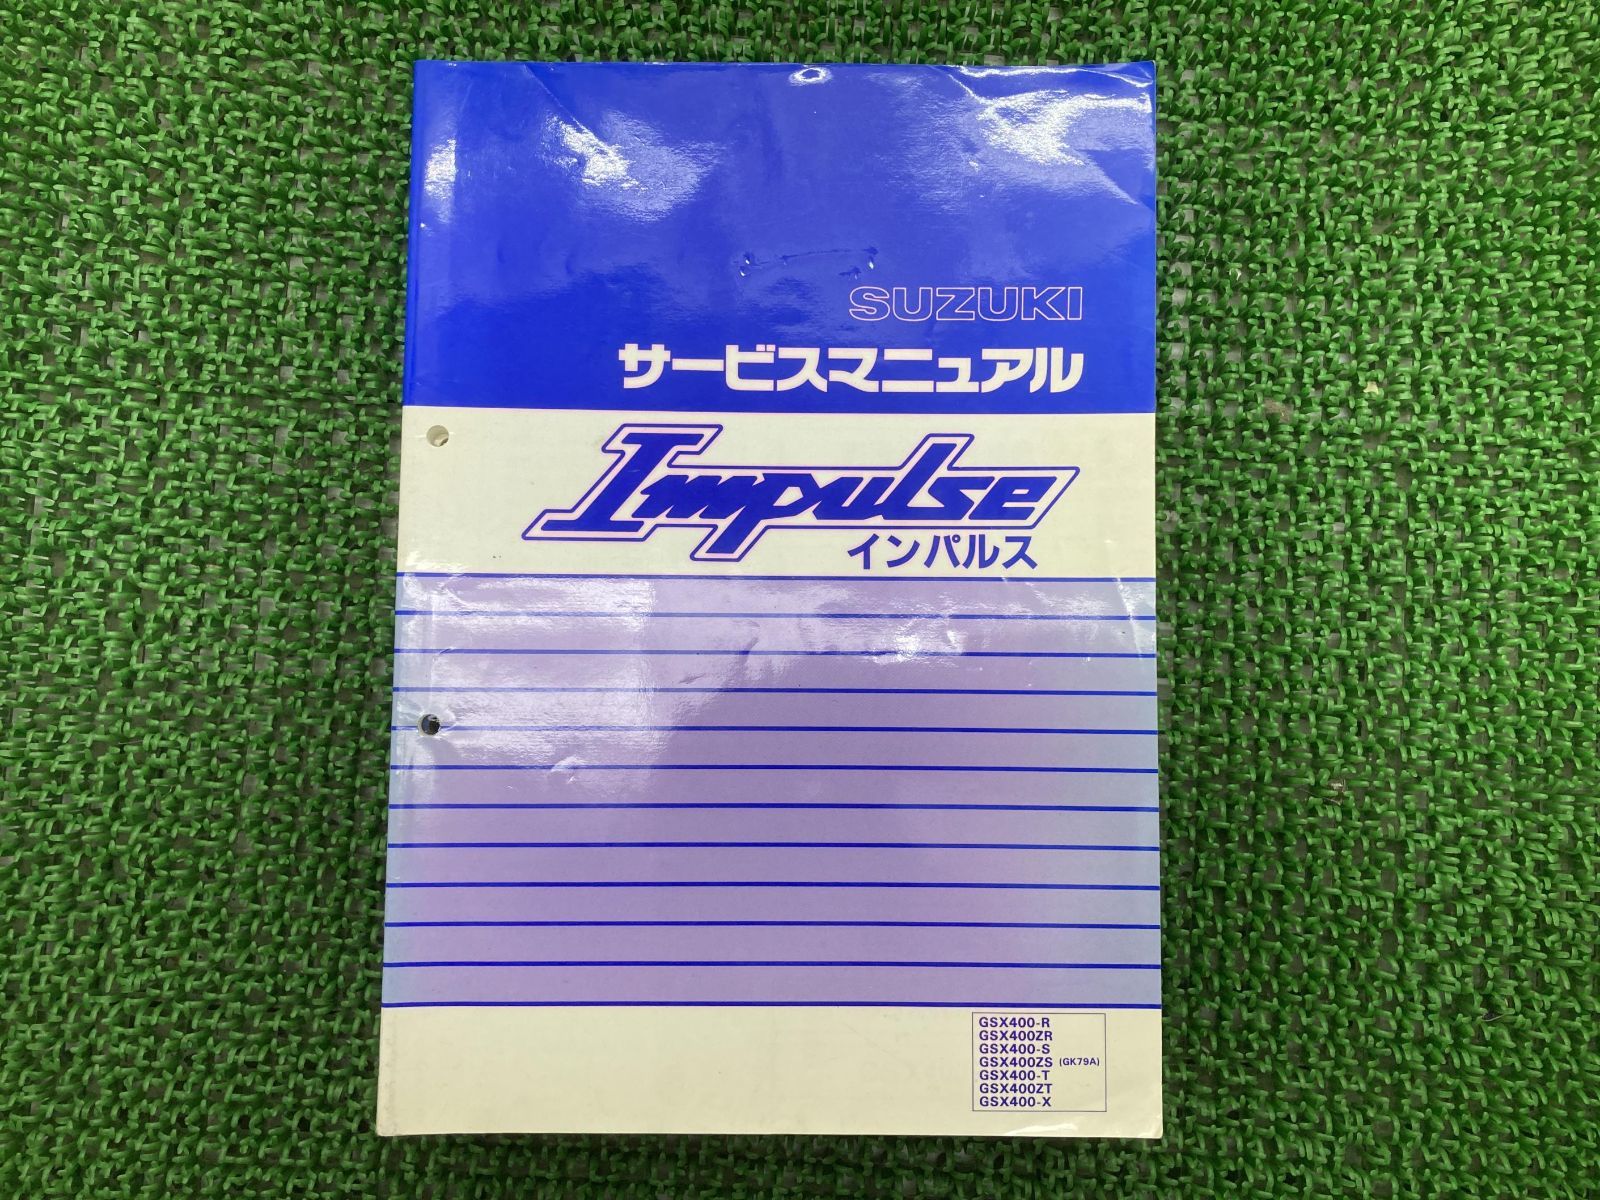 SUZUKI
サービスマニュアル
Impulse
インパルス
GSX400-R
GSX400ZR
GSX400-S
GSX400ZS (GK79A)
GSX400-T
GSX400ZT
GSX400-X